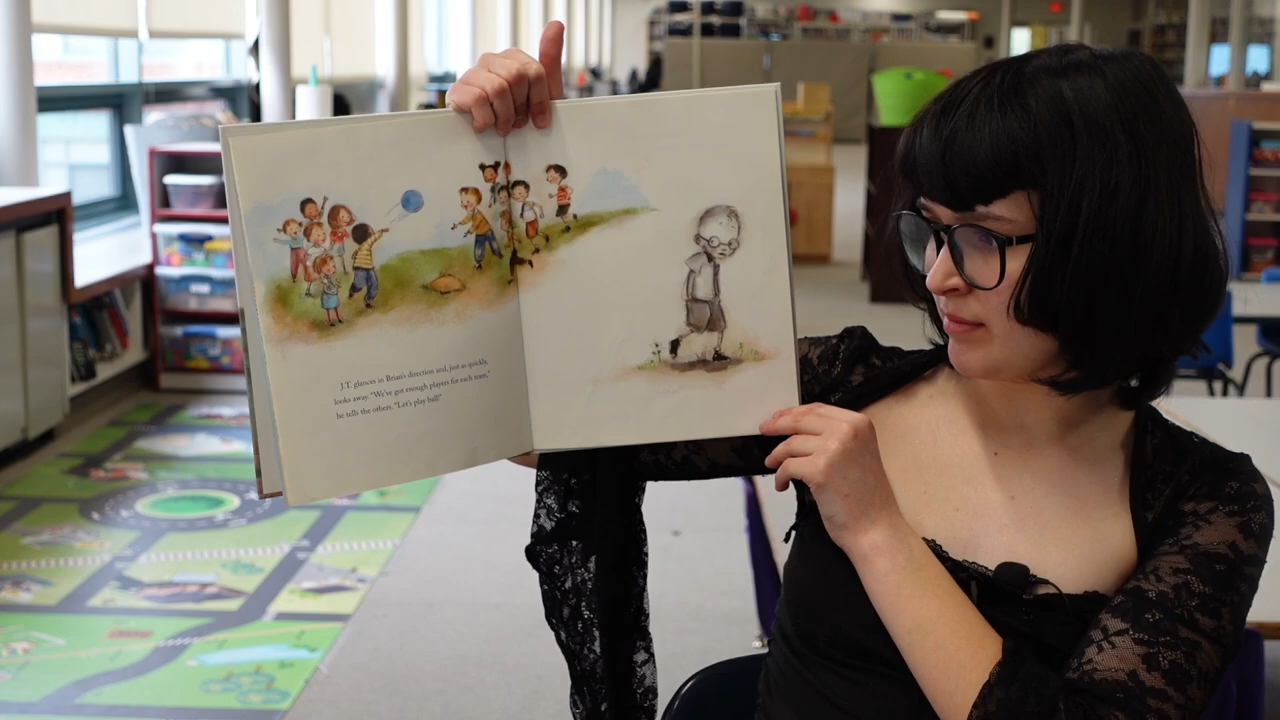 J.T. glances in Brian's direction and, just as quickly,
looks away. "We've got enough players for each team,"
he tells the others. "Let's play ball!"